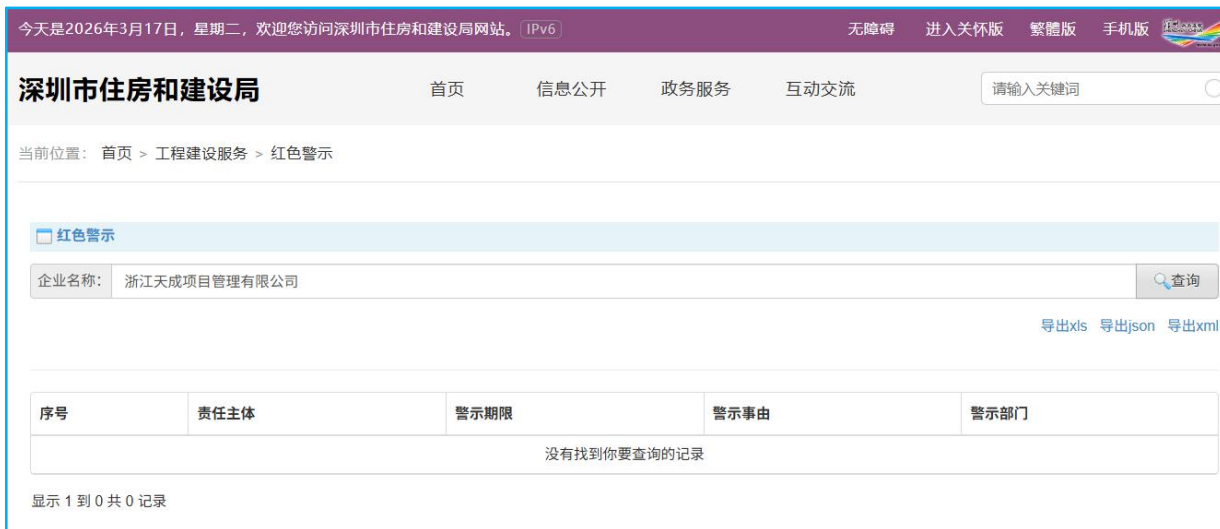 今天是2026年3月17日，星期二，欢迎您访问深圳市住房和建设局网站。 IPv6 无障碍 进入关怀版 繁體版 手机版
深圳市住房和建设局 首页 信息公开 政务服务 互动交流 请输入关键词
当前位置： 首页 > 工程建设服务 > 红色警示
红色警示
企业名称： 浙江天成项目管理有限公司 查询
导出xls 导出json 导出xml
序号 责任主体 警示期限 警示事由 警示部门
没有找到你要查询的记录
显示 1 到 0 共 0 记录